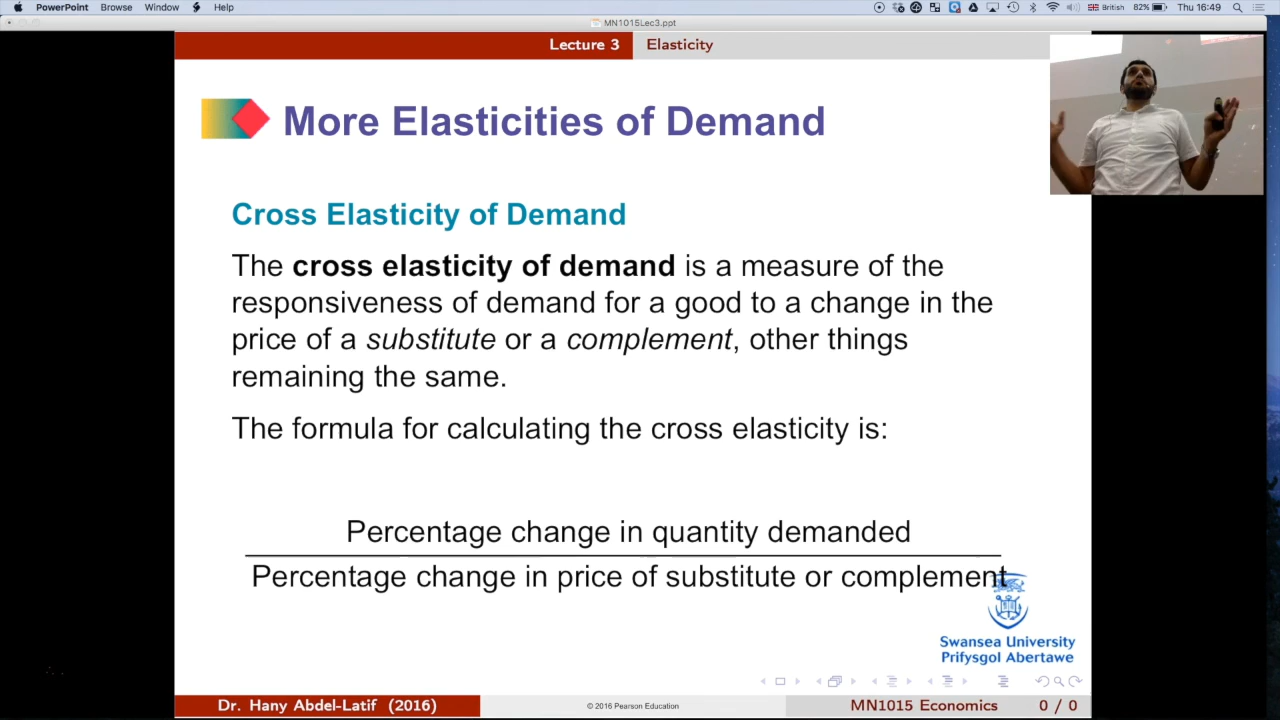 PowerPoint Browse Window Help British 82% Thu 16:49
MN1015Lec3.ppt
Lecture 3 Elasticity
More Elasticities of Demand
Cross Elasticity of Demand
The cross elasticity of demand is a measure of the
responsiveness of demand for a good to a change in the
price of a substitute or a complement, other things
remaining the same.
The formula for calculating the cross elasticity is:
Percentage change in quantity demanded
Percentage change in price of substitute or complement
Swansea University
Prifysgol Abertawe
Dr. Hany Abdel-Latif (2016) © 2016 Pearson Education MN1015 Economics 0 / 0